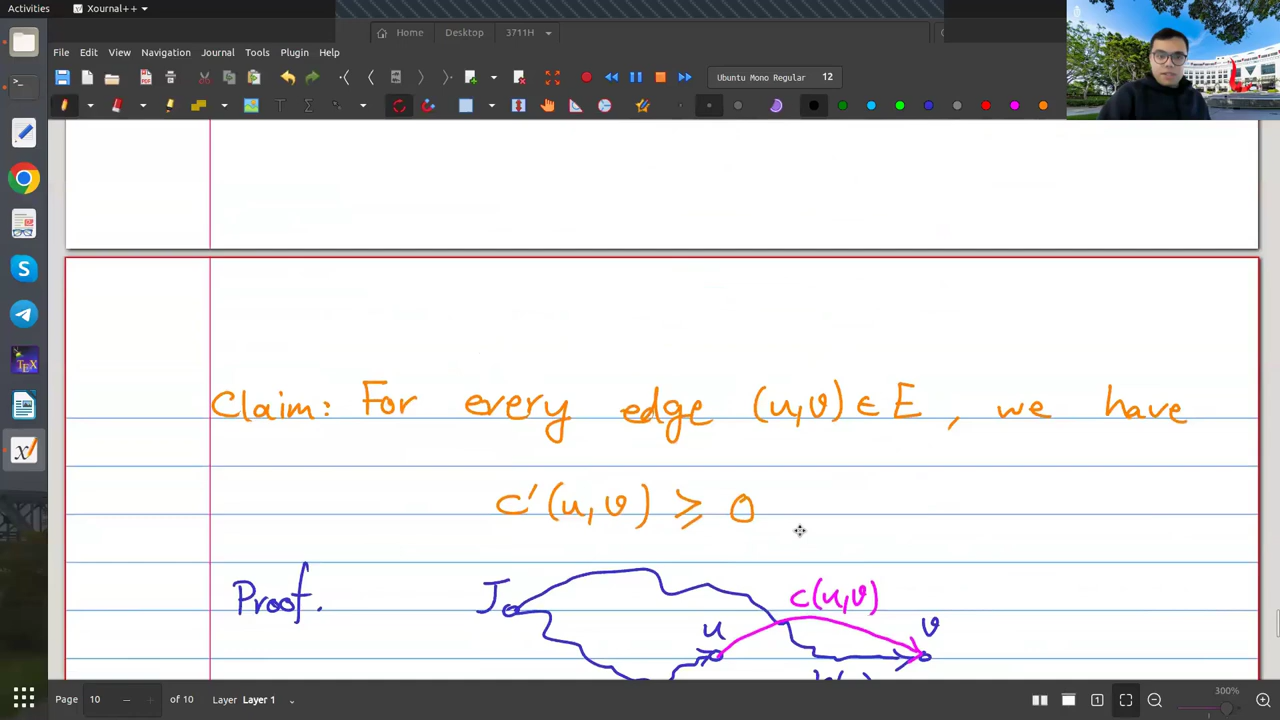 Activities Xournal++
Home Desktop 3711H
File Edit View Navigation Journal Tools Plugin Help
Ubuntu Mono Regular 12
Claim: For every edge (u,v) ∈ E, we have
c'(u,v) ≥ 0
Proof.
J
c(u,v)
u
v
Page 10 of 10 Layer Layer 1
300%